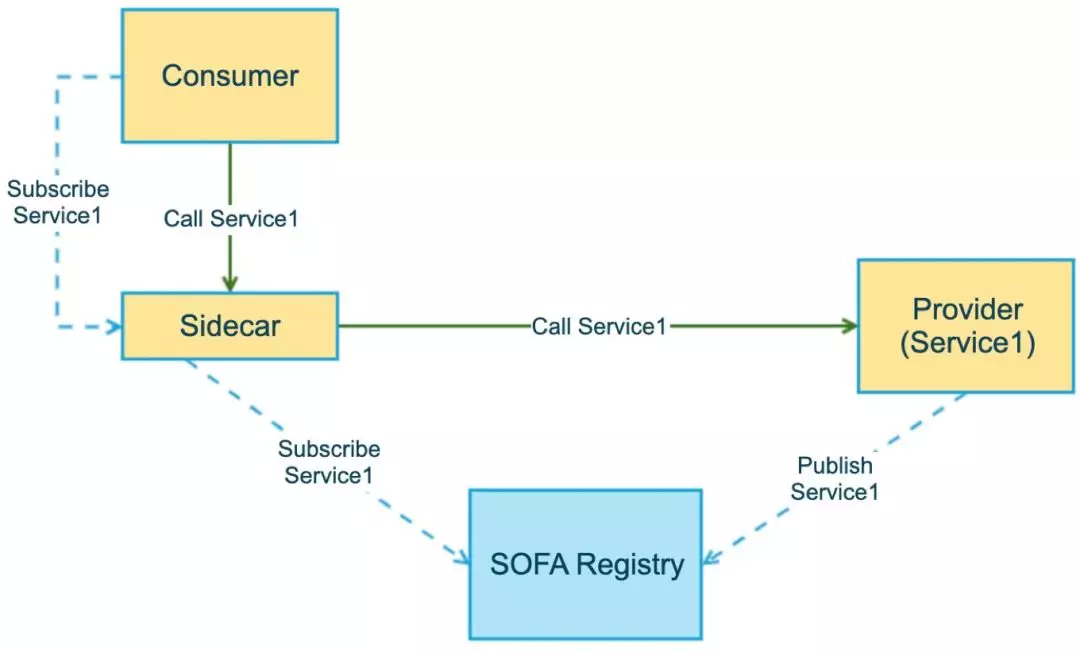 Consumer
Subscribe
Service1
Call Service1
Sidecar
Call Service1
Provider
(Service1)
Subscribe
Service1
Publish
Service1
SOFA Registry